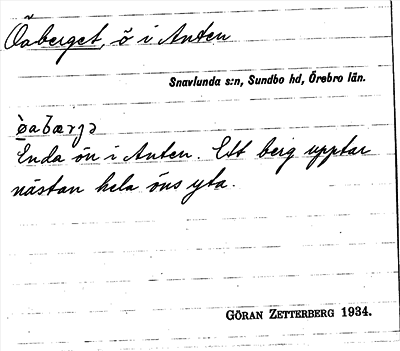 Öaberget, ö i Anten
Snavlunda s:n, Sundbo hd, Örebro län.
òabærjə
Enda ön i Anten. Ett berg upptar
nästan hela öns yta.
GÖRAN ZETTERBERG 1934.